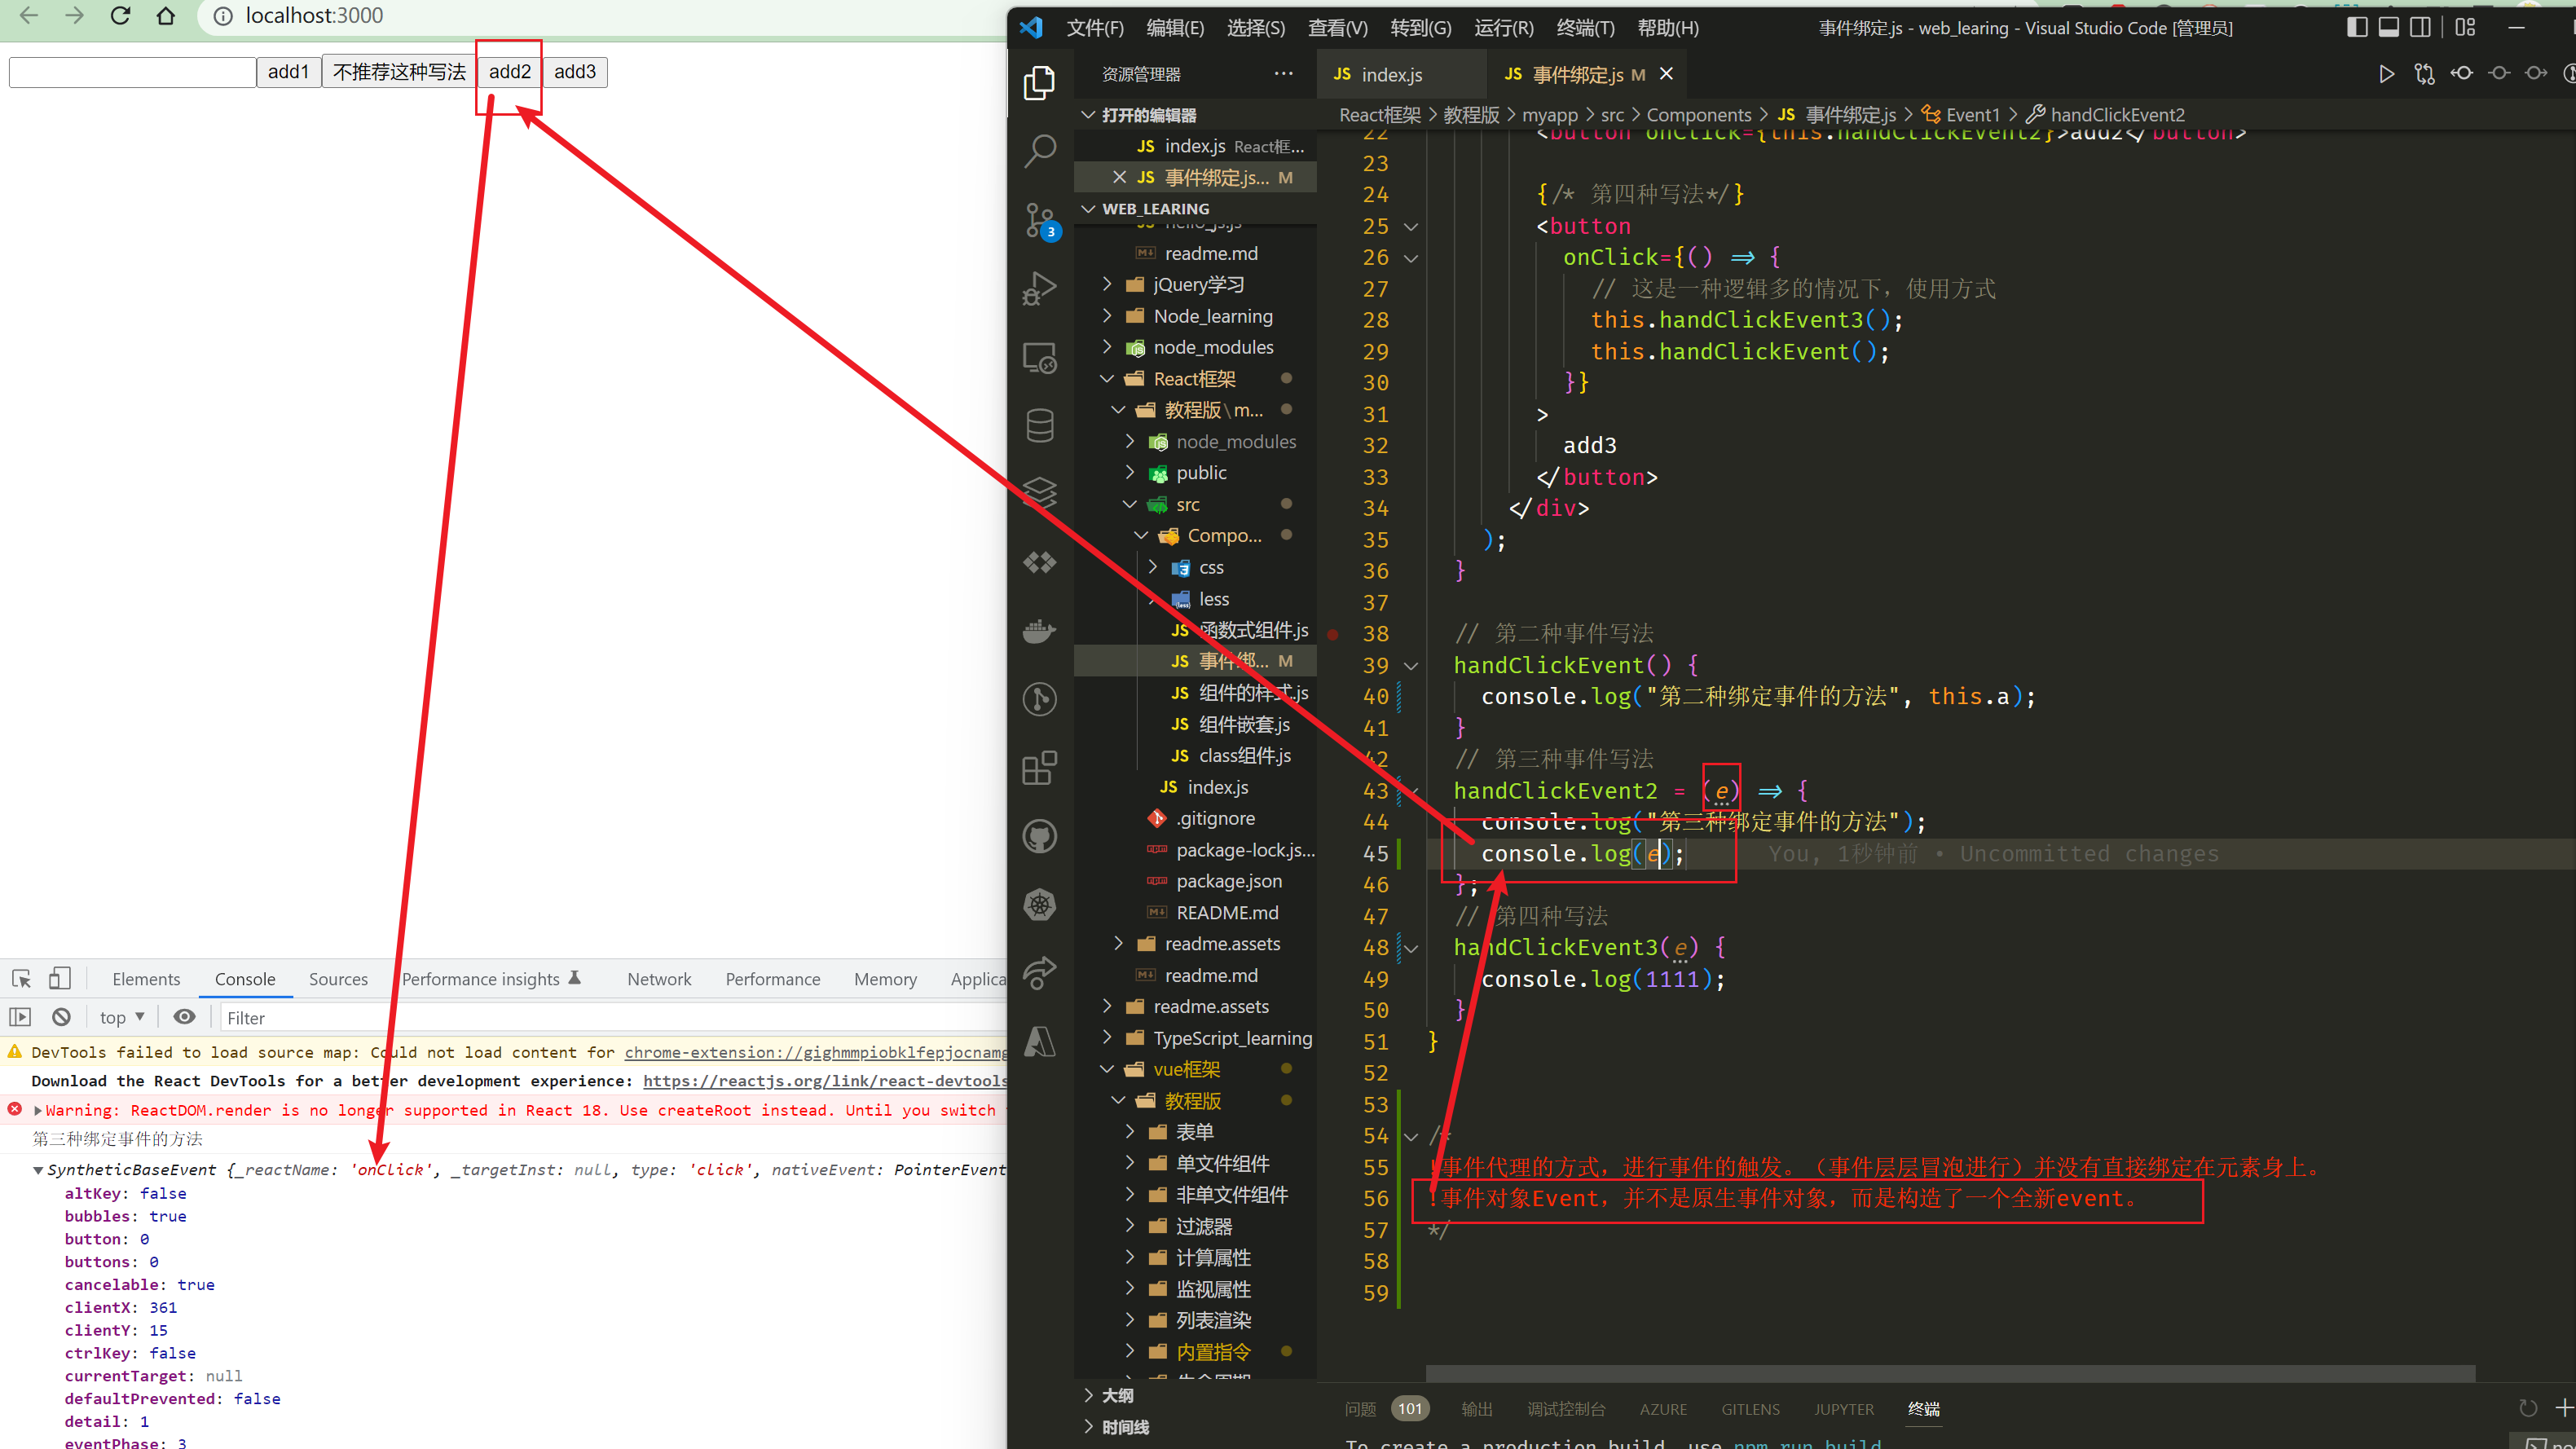 localhost:3000
add1 不推荐这种写法 add2 add3
Elements Console Sources Performance insights Network Performance Memory Applica
top ▼ Filter
DevTools failed to load source map: Could not load content for chrome-extension://gighmmpiobklfepjocnamg
Download the React DevTools for a better development experience: https://reactjs.org/link/react-devtools
Warning: ReactDOM.render is no longer supported in React 18. Use createRoot instead. Until you switch
第三种绑定事件的方法
SyntheticBaseEvent {_reactName: 'onClick', _targetInst: null, type: 'click', nativeEvent: PointerEvent
altKey: false
bubbles: true
button: 0
buttons: 0
cancelable: true
clientX: 361
clientY: 15
ctrlKey: false
currentTarget: null
defaultPrevented: false
detail: 1
eventPhase: 3
文件(F) 编辑(E) 选择(S) 查看(V) 转到(G) 运行(R) 终端(T) 帮助(H) 事件绑定.js - web_learing - Visual Studio Code [管理员]
3
资源管理器 ···
打开的编辑器
JS index.js React框...
JS 事件绑定.js... M
WEB_LEARING
hello_js.js
readme.md
jQuery学习
Node_learning
node_modules
React框架
教程版\m...
node_modules
public
src
Compo...
css
less
JS 函数式组件.js
JS 事件绑... M
JS 组件的样式.js
JS 组件嵌套.js
JS class组件.js
JS index.js
.gitignore
package-lock.js...
package.json
README.md
readme.assets
readme.md
readme.assets
TypeScript_learning
vue框架
教程版
表单
单文件组件
非单文件组件
过滤器
计算属性
监视属性
列表渲染
内置指令
生命周期
大纲
时间线
JS index.js JS 事件绑定.js M
React框架 > 教程版 > myapp > src > Components > JS 事件绑定.js > Event1 > handClickEvent2
22 <button onClick={this.handClickEvent2}>add2</button>
23
24 {/* 第四种写法*/}
25 <button
26 onClick={() => {
27 // 这是一种逻辑多的情况下，使用方式
28 this.handClickEvent3();
29 this.handClickEvent();
30 }}
31 >
32 add3
33 </button>
34 </div>
35 );
36 }
37
38 // 第二种事件写法
39 handClickEvent() {
40 console.log("第二种绑定事件的方法", this.a);
41 }
42 // 第三种事件写法
43 handClickEvent2 = (e) => {
44 console.log("第三种绑定事件的方法");
45 console.log(e); You, 1秒钟前 • Uncommitted changes
46 };
47 // 第四种写法
48 handClickEvent3(e) {
49 console.log(1111);
50 }
51 }
52
53
54 /*
55 !事件代理的方式，进行事件的触发。（事件层层冒泡进行）并没有直接绑定在元素身上。
56 !事件对象Event，并不是原生事件对象，而是构造了一个全新event。
57 */
58
59
问题 101 输出 调试控制台 AZURE GITLENS JUPYTER 终端
To create a production build, use npm run build